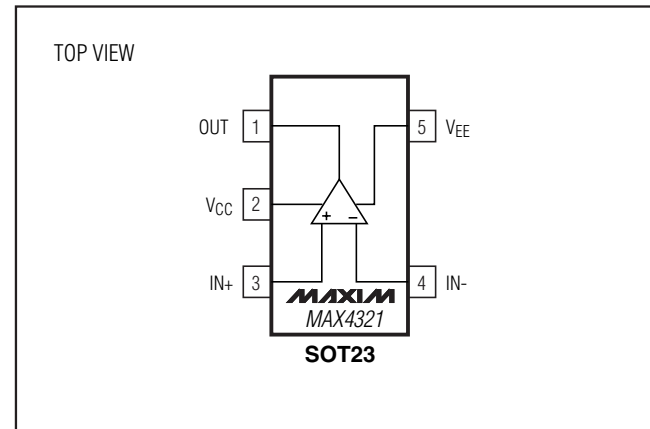 TOP VIEW
OUT 1
5 VEE
VCC 2
+ −
IN+ 3
4 IN-
MAXIM
MAX4321
SOT23